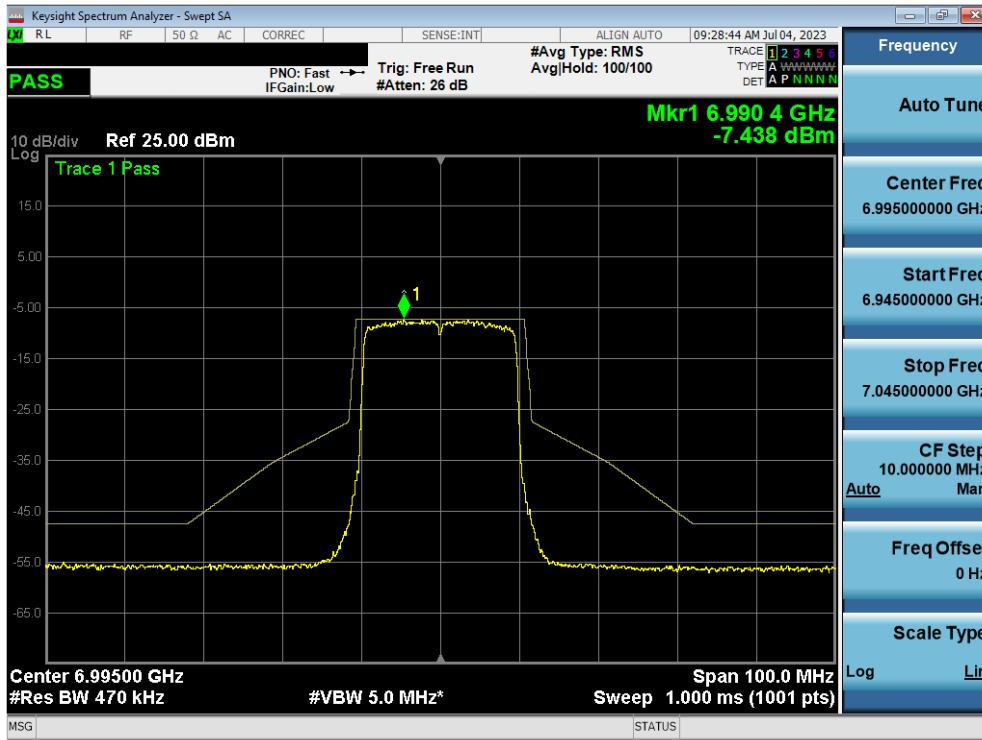 Keysight Spectrum Analyzer - Swept SA
LXI RL RF 50 Ω AC CORREC SENSE:INT ALIGN AUTO 09:28:44 AM Jul 04, 2023
#Avg Type: RMS TRACE 1 2 3 4 5 6
PNO: Fast Trig: Free Run Avg|Hold: 100/100 TYPE A WWWWW
PASS IFGain:Low #Atten: 26 dB DET A P N N N N
Mkr1 6.990 4 GHz
10 dB/div Ref 25.00 dBm -7.438 dBm
Log
Trace 1 Pass
15.0
5.00
1
-5.00
-15.0
-25.0
-35.0
-45.0
-55.0
-65.0
Center 6.99500 GHz Span 100.0 MHz
#Res BW 470 kHz #VBW 5.0 MHz* Sweep 1.000 ms (1001 pts)
MSG STATUS
Frequency
Auto Tune
Center Freq
6.995000000 GHz
Start Freq
6.945000000 GHz
Stop Freq
7.045000000 GHz
CF Step
10.000000 MHz
Auto Man
Freq Offset
0 Hz
Scale Type
Log Lin